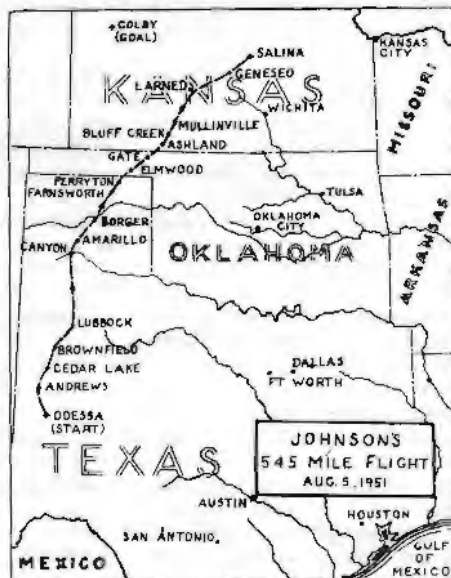 COLBY
(GOAL)
SALINA
KANSAS
CITY
GENESEO
KANSAS
LARNED
WICHITA
MISSOURI
BLUFF CREEK
MULLINVILLE
ASHLAND
GATE
ELMWOOD
PERRYTON
FARNSWORTH
TULSA
BORGER
OKLAHOMA
CITY
AMARILLO
CANYON
OKLAHOMA
ARKANSAS
LUBBOCK
BROWNFIELD
CEDAR LAKE
ANDREWS
DALLAS
FT WORTH
ODESSA
(START)
JOHNSON'S
545 MILE FLIGHT
AUG. 5, 1951
TEXAS
AUSTIN
HOUSTON
SAN ANTONIO
MEXICO
GULF
OF
MEXICO